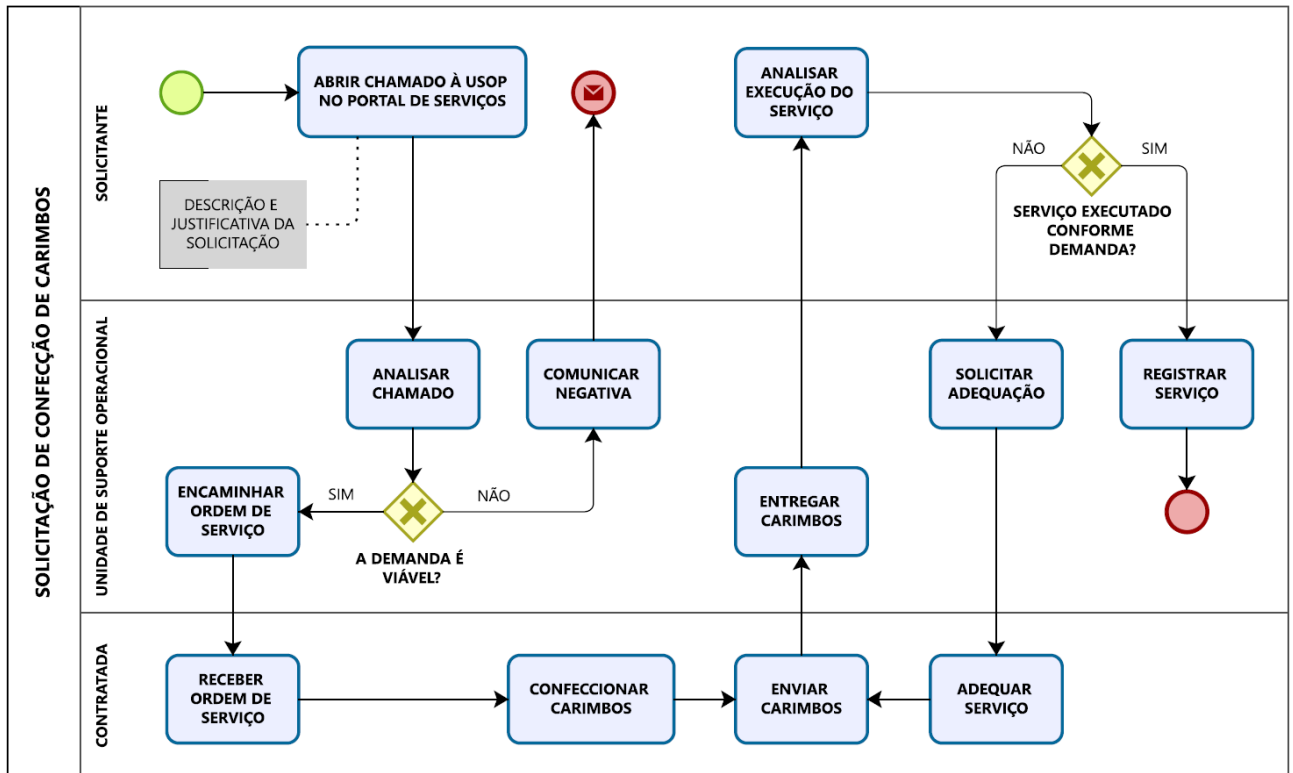 SOLICITAÇÃO DE CONFECÇÃO DE CARIMBOS
SOLICITANTE
ABRIR CHAMADO À USOP
NO PORTAL DE SERVIÇOS
DESCRIÇÃO E
JUSTIFICATIVA DA
SOLICITAÇÃO
ANALISAR
EXECUÇÃO DO
SERVIÇO
NÃO
SIM
SERVIÇO EXECUTADO
CONFORME
DEMANDA?
UNIDADE DE SUPORTE OPERACIONAL
ANALISAR
CHAMADO
COMUNICAR
NEGATIVA
SOLICITAR
ADEQUAÇÃO
REGISTRAR
SERVIÇO
ENCAMINHAR
ORDEM DE
SERVIÇO
SIM
NÃO
A DEMANDA É
VIÁVEL?
ENTREGAR
CARIMBOS
CONTRATADA
RECEBER
ORDEM DE
SERVIÇO
CONFECCIONAR
CARIMBOS
ENVIAR
CARIMBOS
ADEQUAR
SERVIÇO